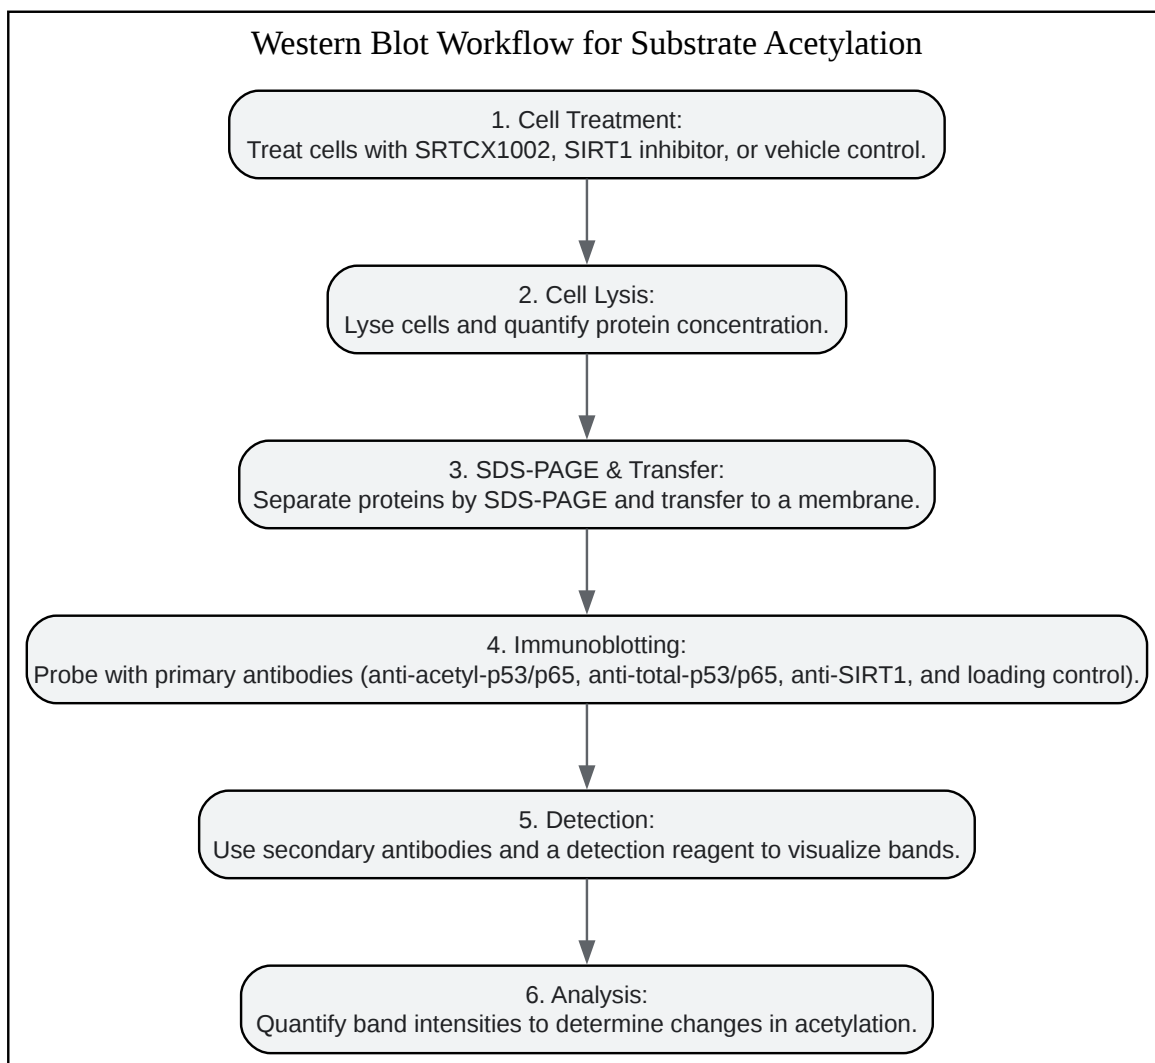 Western Blot Workflow for Substrate Acetylation
1. Cell Treatment:
Treat cells with SRTCX1002, SIRT1 inhibitor, or vehicle control.
2. Cell Lysis:
Lyse cells and quantify protein concentration.
3. SDS-PAGE & Transfer:
Separate proteins by SDS-PAGE and transfer to a membrane.
4. Immunoblotting:
Probe with primary antibodies (anti-acetyl-p53/p65, anti-total-p53/p65, anti-SIRT1, and loading control).
5. Detection:
Use secondary antibodies and a detection reagent to visualize bands.
6. Analysis:
Quantify band intensities to determine changes in acetylation.